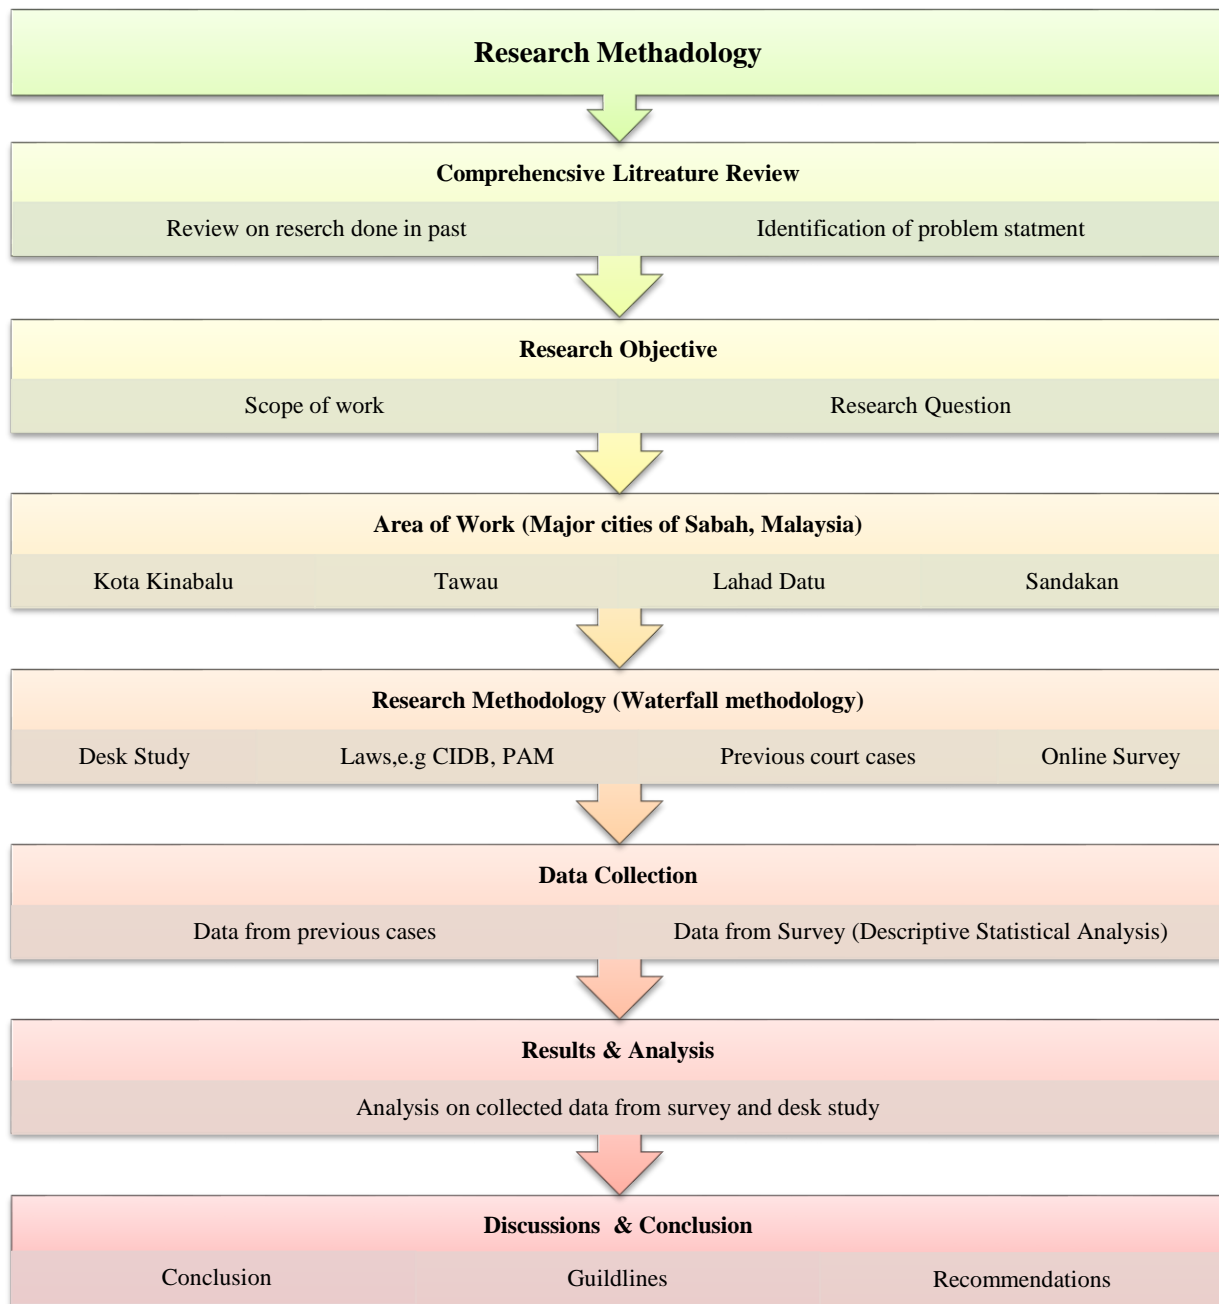 Research Methadology
Comprehencsive Litreature Review
Review on reserch done in past
Identification of problem statment
Research Objective
Scope of work
Research Question
Area of Work (Major cities of Sabah, Malaysia)
Kota Kinabalu
Tawau
Lahad Datu
Sandakan
Research Methodology (Waterfall methodology)
Desk Study
Laws,e.g CIDB, PAM
Previous court cases
Online Survey
Data Collection
Data from previous cases
Data from Survey (Descriptive Statistical Analysis)
Results & Analysis
Analysis on collected data from survey and desk study
Discussions & Conclusion
Conclusion
Guildlines
Recommendations